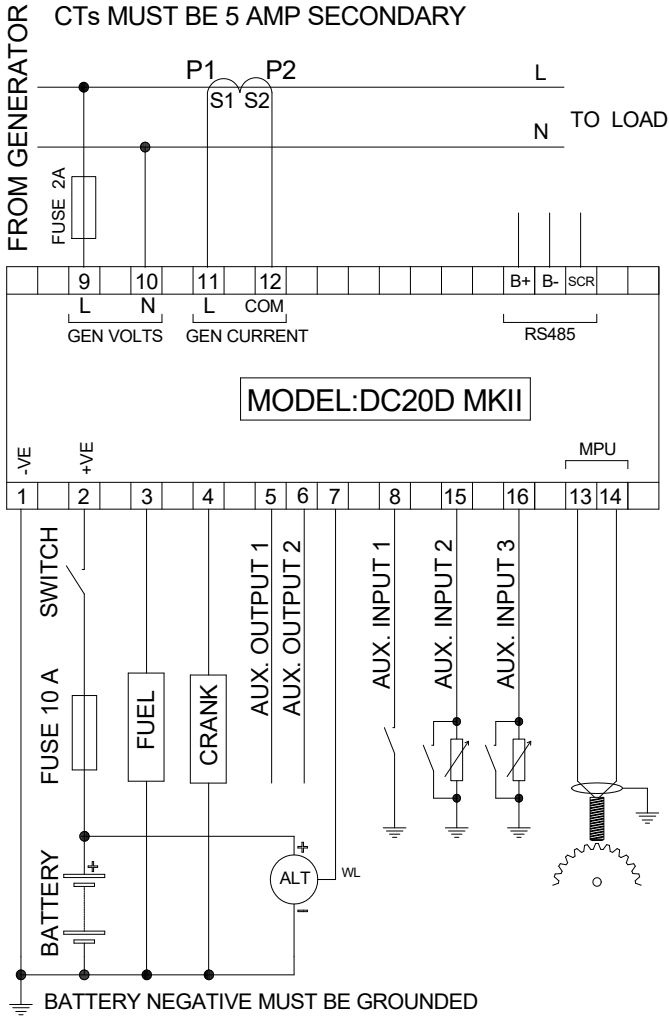 CTs MUST BE 5 AMP SECONDARY
FROM GENERATOR
P1 P2
S1 S2
L
N
TO LOAD
FUSE 2A
9 10 11 12 B+ B- SCR
L N L COM
GEN VOLTS GEN CURRENT RS485
MODEL:DC20D MKII
-VE +VE MPU
1 2 3 4 5 6 7 8 15 16 13 14
SWITCH
FUSE 10 A
FUEL
CRANK
AUX. OUTPUT 1
AUX. OUTPUT 2
AUX. INPUT 1
AUX. INPUT 2
AUX. INPUT 3
BATTERY
+
+
ALT
WL
–
BATTERY NEGATIVE MUST BE GROUNDED